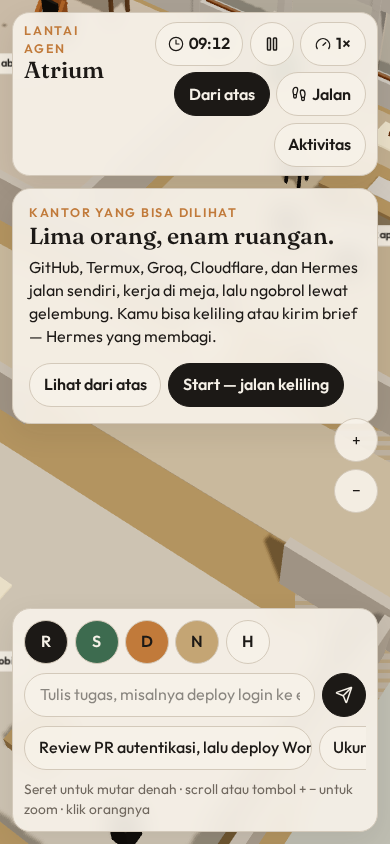 LANTAI
AGEN
Atrium
09:12
1×
Dari atas
Jalan
Aktivitas
ab
KANTOR YANG BISA DILIHAT
Lima orang, enam ruangan.
GitHub, Termux, Groq, Cloudflare, dan Hermes
jalan sendiri, kerja di meja, lalu ngobrol lewat
gelembung. Kamu bisa keliling atau kirim brief
— Hermes yang membagi.
Lihat dari atas
Start — jalan keliling
ap
+
−
R S D N H
ob
Tulis tugas, misalnya deploy login ke e
Review PR autentikasi, lalu deploy Wor
Ukur
Seret untuk mutar denah · scroll atau tombol + − untuk
zoom · klik orangnya